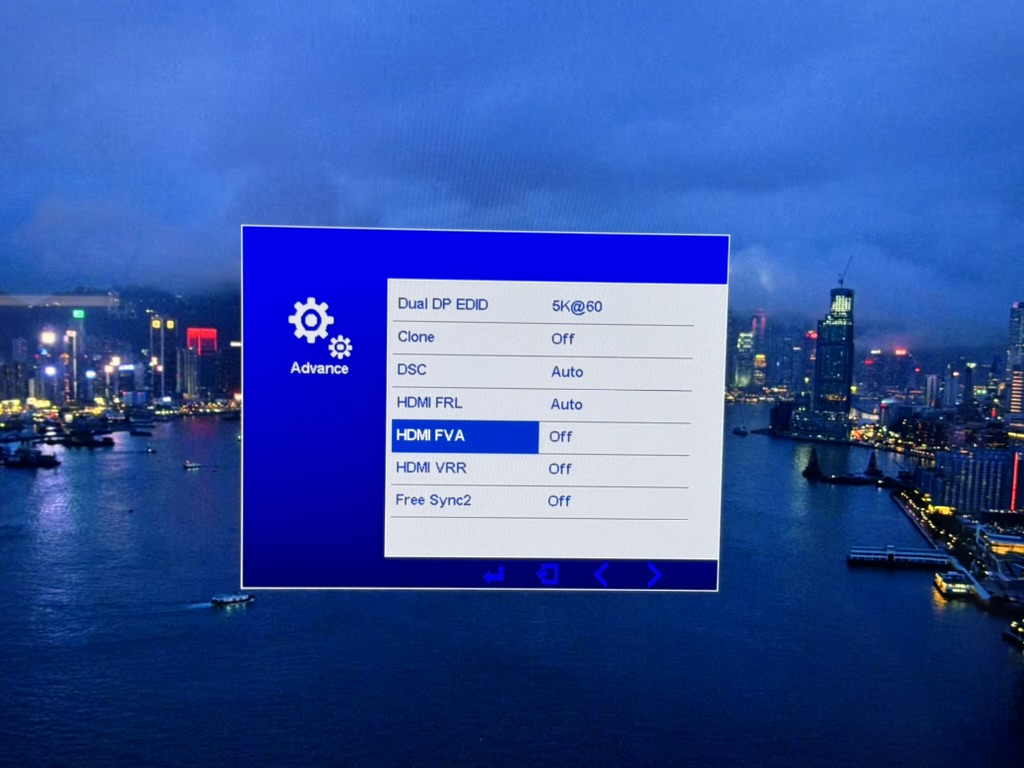 Advance
Dual DP EDID 5K@60
Clone Off
DSC Auto
HDMI FRL Auto
HDMI FVA Off
HDMI VRR Off
Free Sync2 Off